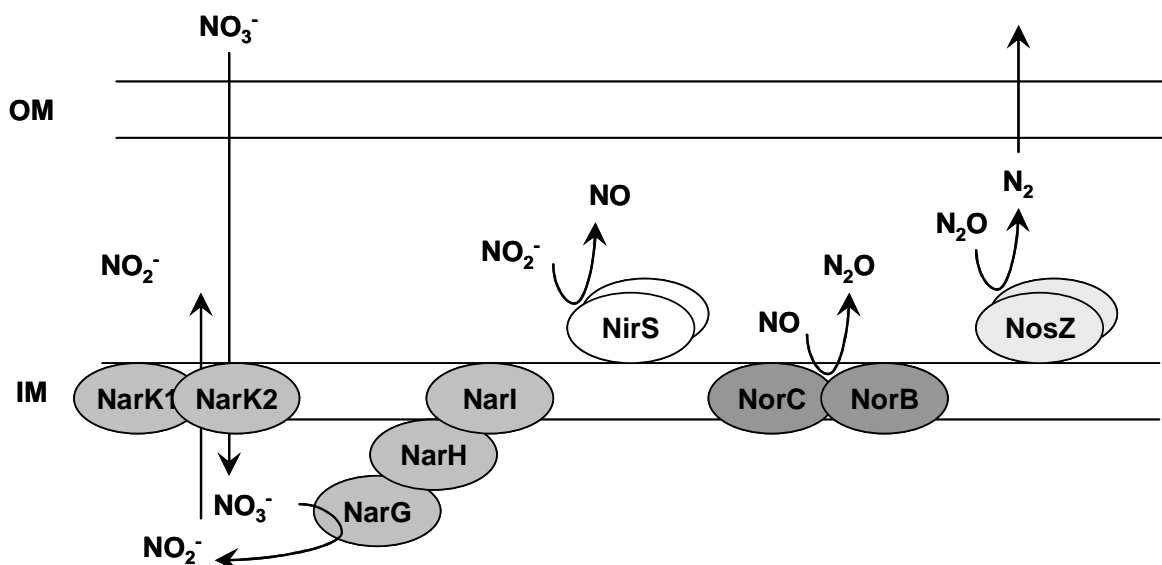 NO₃⁻
OM
N₂
NO
N₂O
NO₂⁻
NO₂⁻
N₂O
NO
NirS
NosZ
IM
NarK1
NarK2
NarI
NorC
NorB
NarH
NO₃⁻
NarG
NO₂⁻